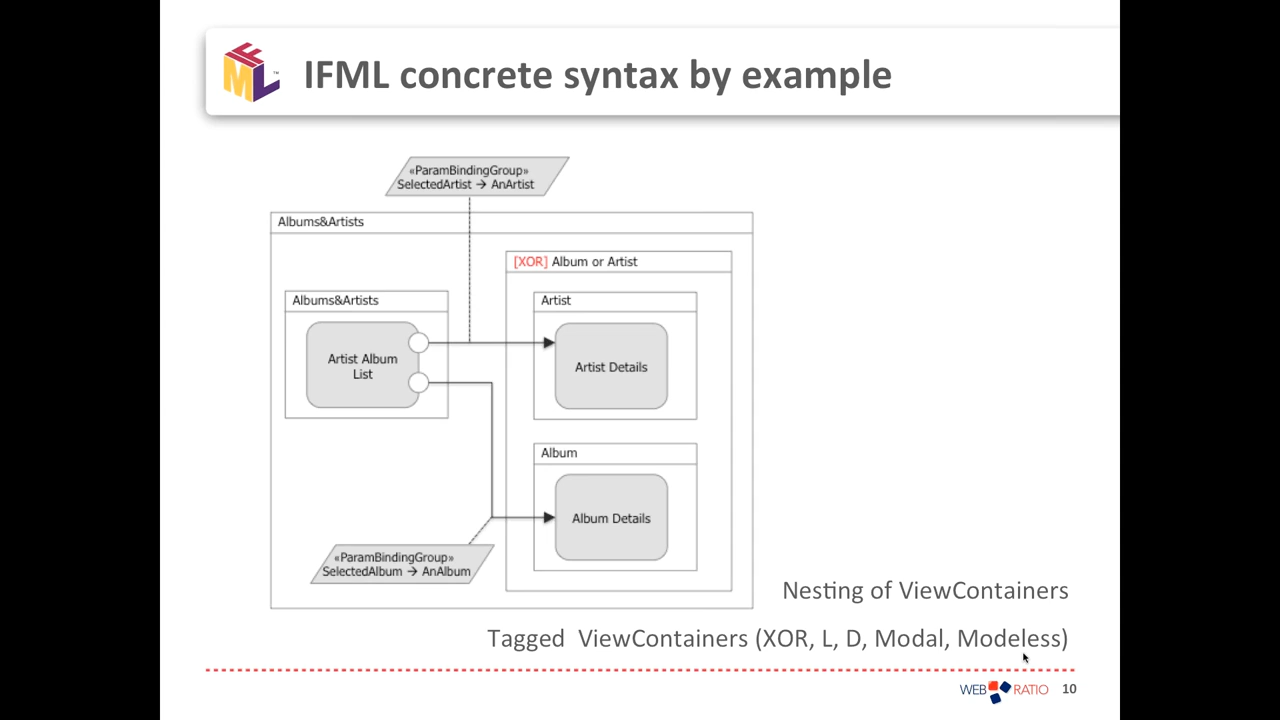 IFML
IFML concrete syntax by example
«ParamBindingGroup»
SelectedArtist → AnArtist
Albums&Artists
[XOR] Album or Artist
Albums&Artists
Artist
Artist Album
List
Artist Details
Album
Album Details
«ParamBindingGroup»
SelectedAlbum → AnAlbum
Nesting of ViewContainers
Tagged  ViewContainers (XOR, L, D, Modal, Modeless)
WEB RATIO
10